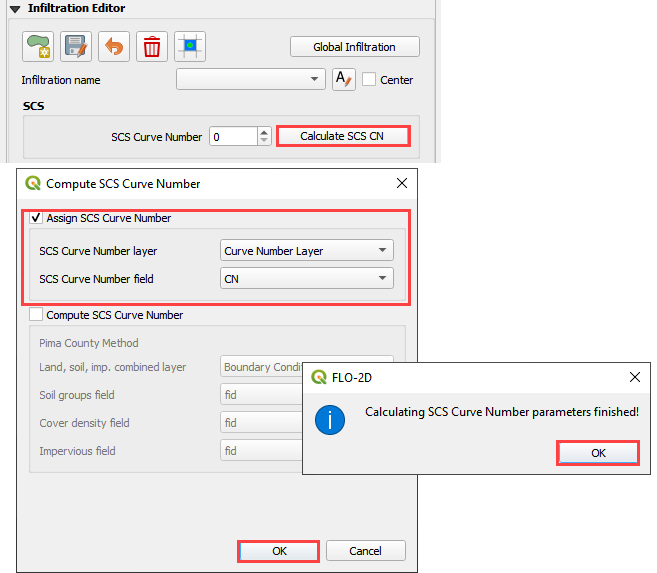 Infiltration Editor
Global Infiltration
Infiltration name
A
Center
SCS
SCS Curve Number
0
Calculate SCS CN
Compute SCS Curve Number
Assign SCS Curve Number
SCS Curve Number layer
Curve Number Layer
SCS Curve Number field
CN
Compute SCS Curve Number
Pima County Method
Land, soil, imp. combined layer
Soil groups field
fid
Cover density field
fid
Impervious field
fid
OK
Cancel
FLO-2D
Calculating SCS Curve Number parameters finished!
OK